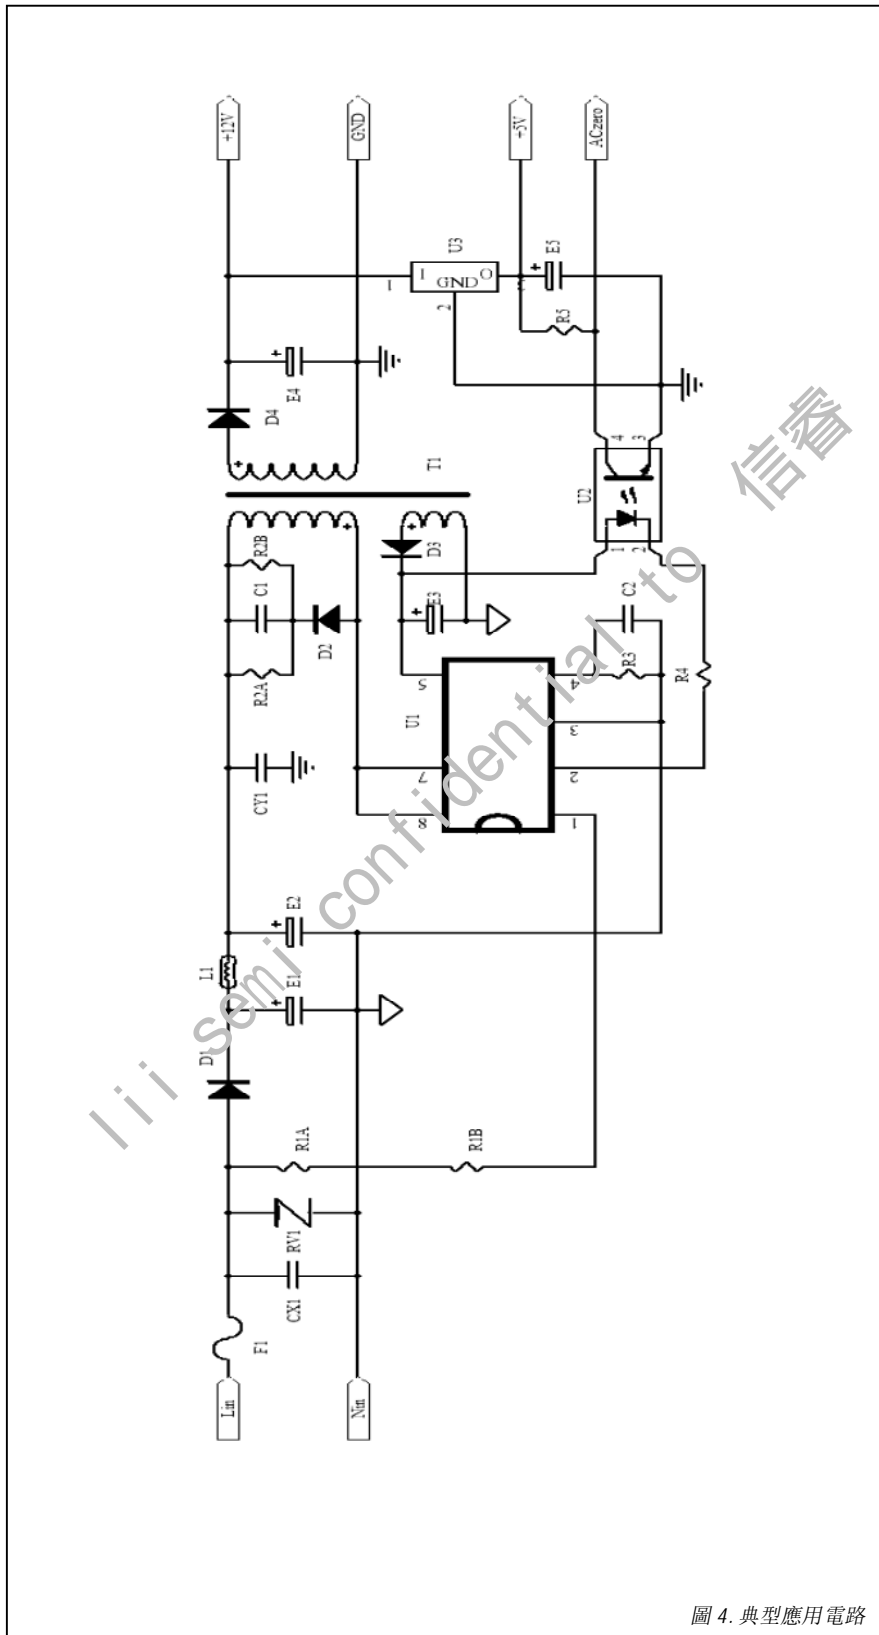 +12V
GND
+5V
ACzero
U3
1
I
GND
O
2
E5
R5
E4
D4
T1
U2
4
3
1
2
R2B
C1
R2A
D2
D3
E3
C2
R3
R4
U1
5
7
8
4
3
2
1
CY1
E2
L1
E1
D1
R1A
R1B
RV1
CX1
F1
Lin
Nin
lii semi confidential to 信睿
圖 4. 典型應用電路